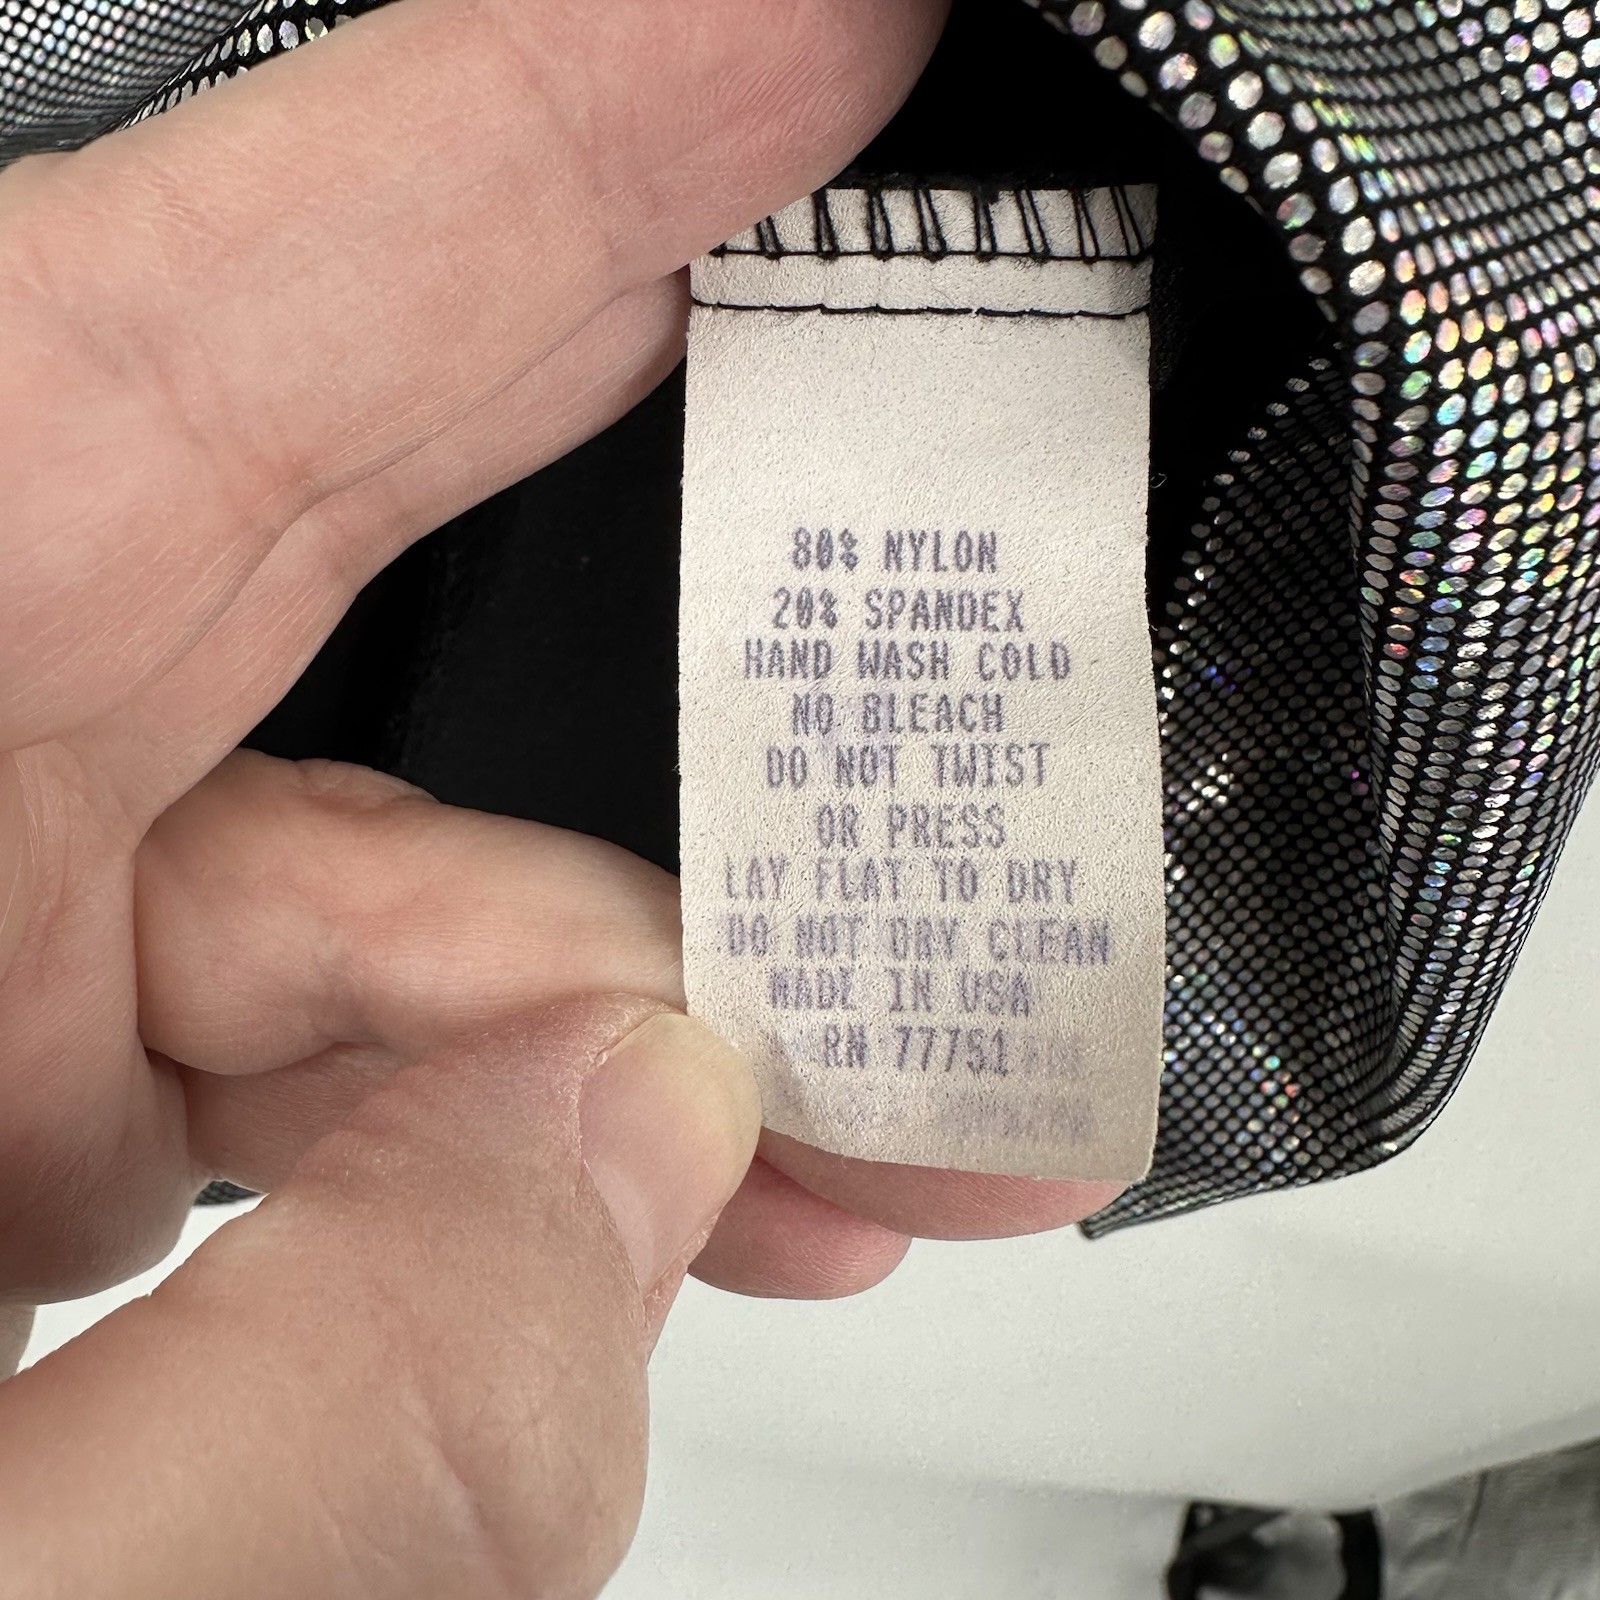 80% NYLON
20% SPANDEX
HAND WASH COLD
NO BLEACH
DO NOT TWIST
OR PRESS
LAY FLAT TO DRY
DO NOT DRY CLEAN
MADE IN USA
RN 77751